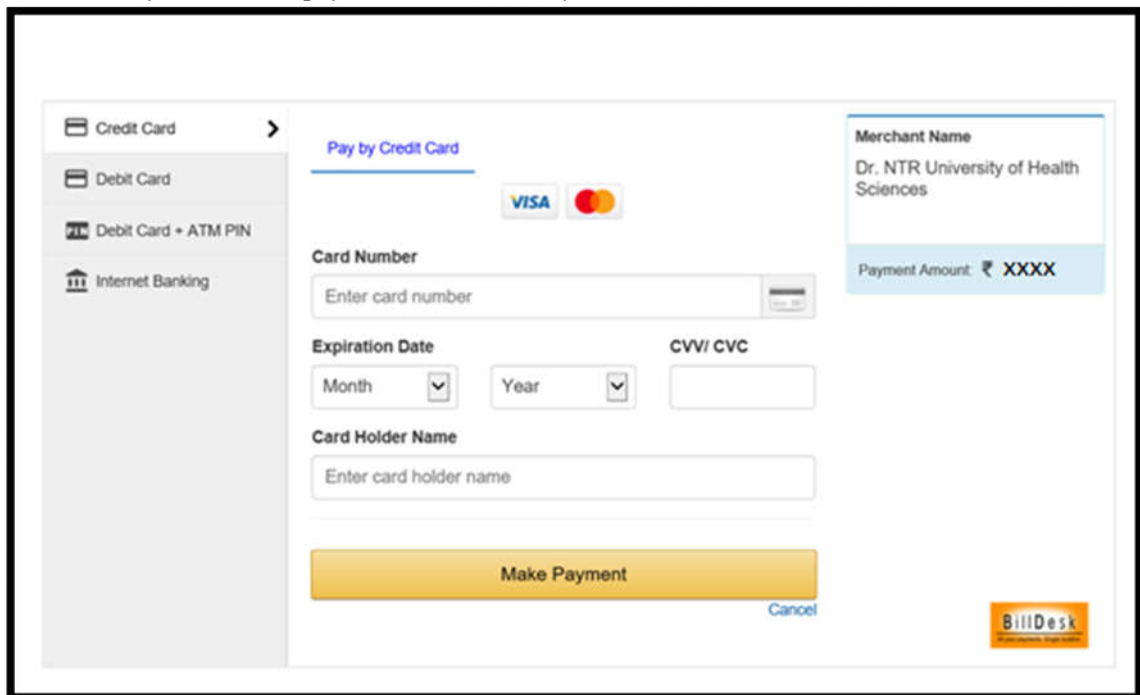 Credit Card
Debit Card
PIN Debit Card + ATM PIN
Internet Banking
Pay by Credit Card
VISA
Card Number
Enter card number
Expiration Date
CVV/ CVC
Month
Year
Card Holder Name
Enter card holder name
Make Payment
Cancel
Merchant Name
Dr. NTR University of Health
Sciences
Payment Amount: ₹ XXXX
BillDesk